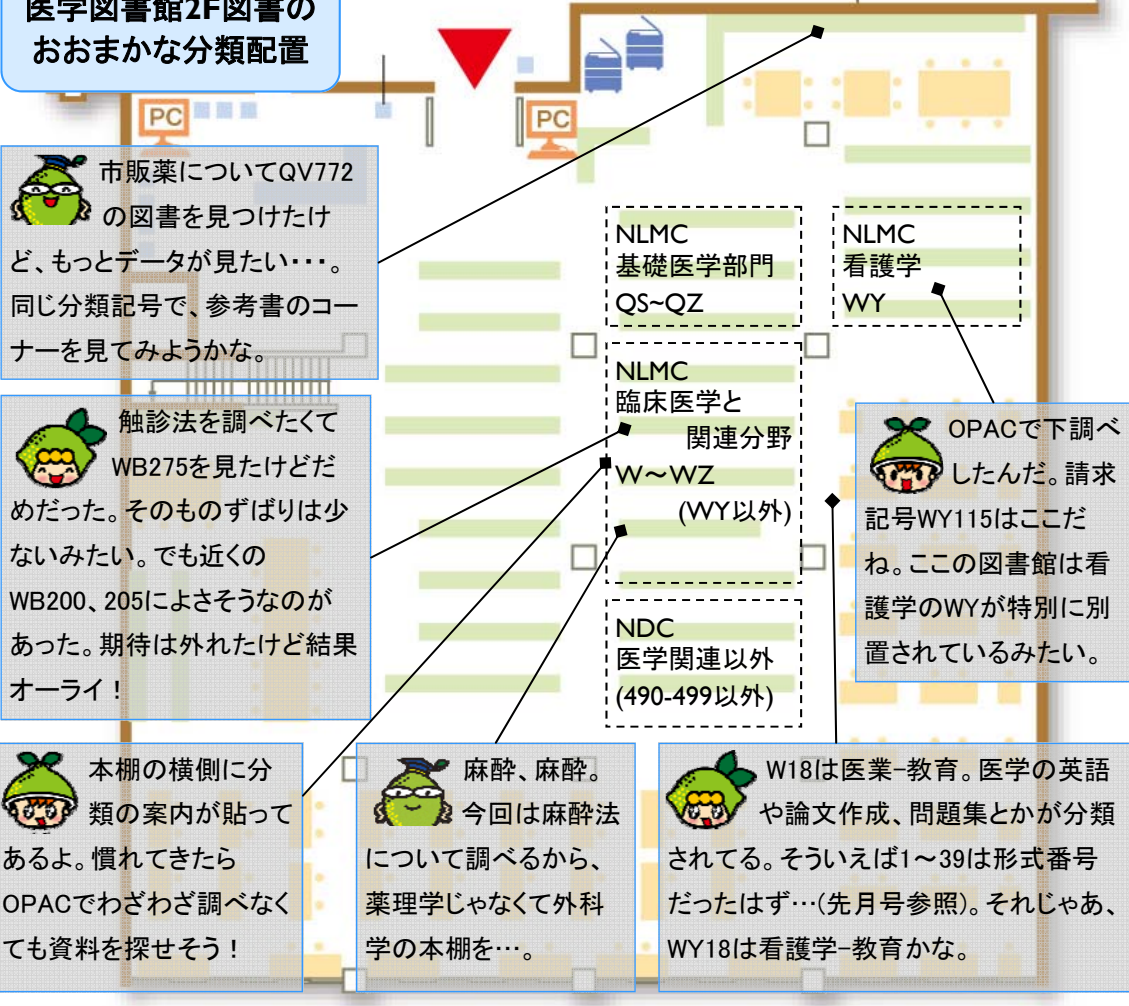 医学図書館2F図書の
おおまかな分類配置
PC
PC
市販薬についてQV772
の図書を見つけたけ
ど、もっとデータが見たい・・・。
同じ分類記号で、参考書のコー
ナーを見てみようかな。
NLMC
基礎医学部門
QS~QZ
NLMC
看護学
WY
NLMC
臨床医学と
関連分野
W～WZ
(WY以外)
触診法を調べたくて
WB275を見たけどだ
めだった。そのものずばりは少
ないみたい。でも近くの
WB200、205によさそうなのが
あった。期待は外れたけど結果
オーライ！
OPACで下調べ
したんだ。請求
記号WY115はここだ
ね。ここの図書館は看
護学のWYが特別に別
置されているみたい。
NDC
医学関連以外
(490-499以外)
本棚の横側に分
類の案内が貼って
あるよ。慣れてきたら
OPACでわざわざ調べなく
ても資料を探せそう！
麻酔、麻酔。
今回は麻酔法
について調べるから、
薬理学じゃなくて外科
学の本棚を…。
W18は医業-教育。医学の英語
や論文作成、問題集とかが分類
されてる。そういえば1～39は形式番号
だったはず…(先月号参照)。それじゃあ、
WY18は看護学-教育かな。